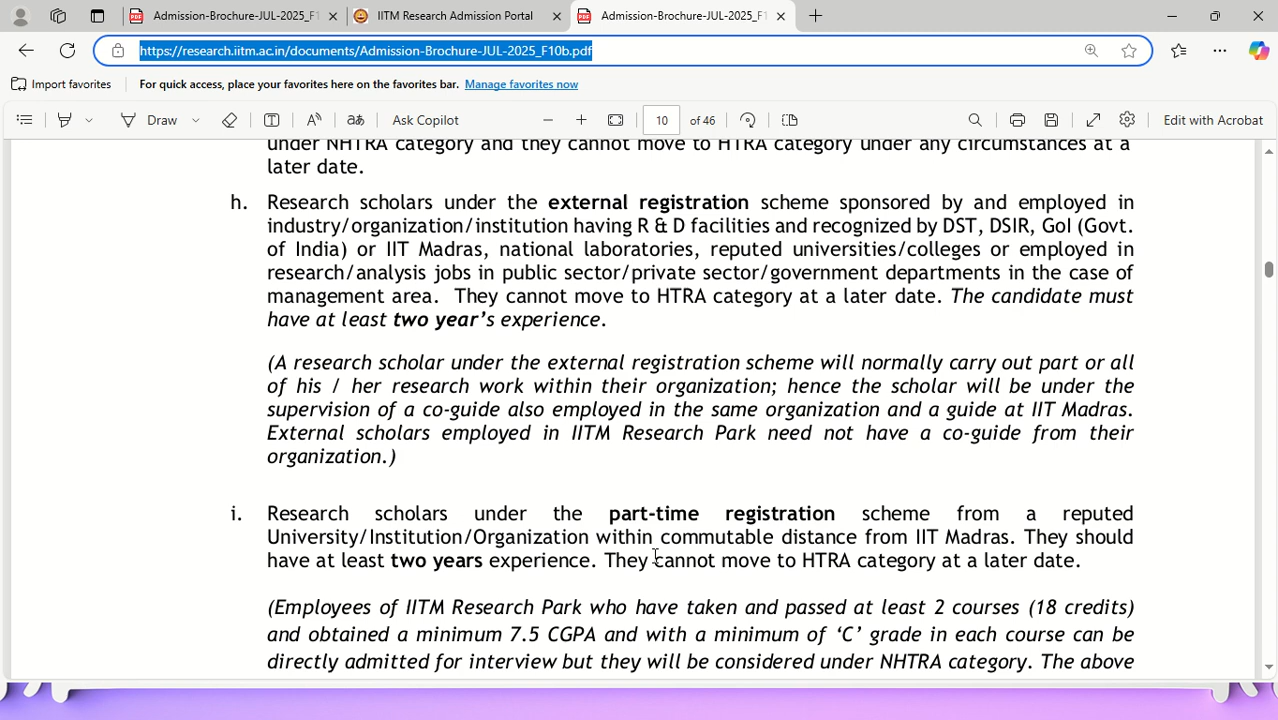 Admission-Brochure-JUL-2025_F1
IITM Research Admission Portal
Admission-Brochure-JUL-2025_F1
https://research.iitm.ac.in/documents/Admission-Brochure-JUL-2025_F10b.pdf
Import favorites
For quick access, place your favorites here on the favorites bar. Manage favorites now
Draw
Ask Copilot
10 of 46
Edit with Acrobat
under NHTRA category and they cannot move to HTRA category under any circumstances at a
later date.
h. Research scholars under the external registration scheme sponsored by and employed in
industry/organization/institution having R & D facilities and recognized by DST, DSIR, GoI (Govt.
of India) or IIT Madras, national laboratories, reputed universities/colleges or employed in
research/analysis jobs in public sector/private sector/government departments in the case of
management area. They cannot move to HTRA category at a later date. The candidate must
have at least two year's experience.
(A research scholar under the external registration scheme will normally carry out part or all
of his / her research work within their organization; hence the scholar will be under the
supervision of a co-guide also employed in the same organization and a guide at IIT Madras.
External scholars employed in IITM Research Park need not have a co-guide from their
organization.)
i. Research scholars under the part-time registration scheme from a reputed
University/Institution/Organization within commutable distance from IIT Madras. They should
have at least two years experience. They cannot move to HTRA category at a later date.
(Employees of IITM Research Park who have taken and passed at least 2 courses (18 credits)
and obtained a minimum 7.5 CGPA and with a minimum of ‘C’ grade in each course can be
directly admitted for interview but they will be considered under NHTRA category. The above